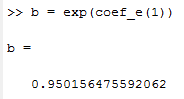 >> b = exp(coef_e(1))
b =
0.950156475592062